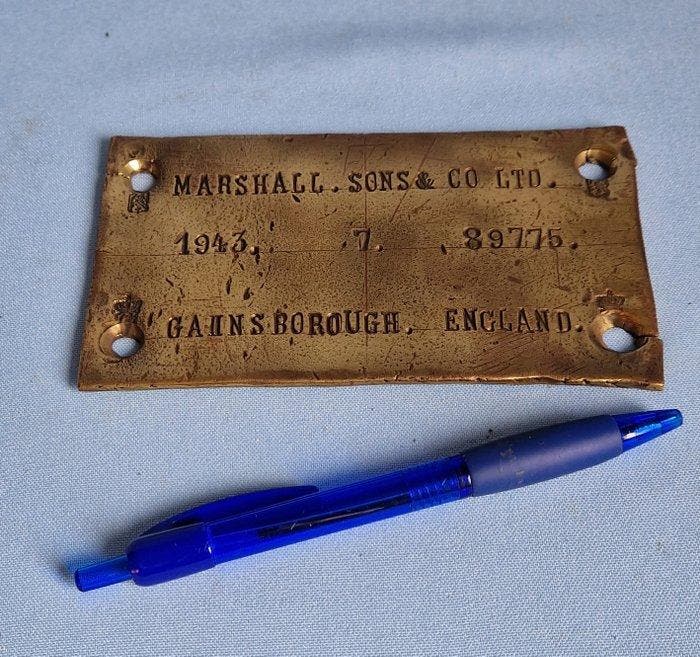 MARSHALL. SONS & CO LTD.
1943. 7. 89775.
GAINSBOROUGH. ENGLAND.